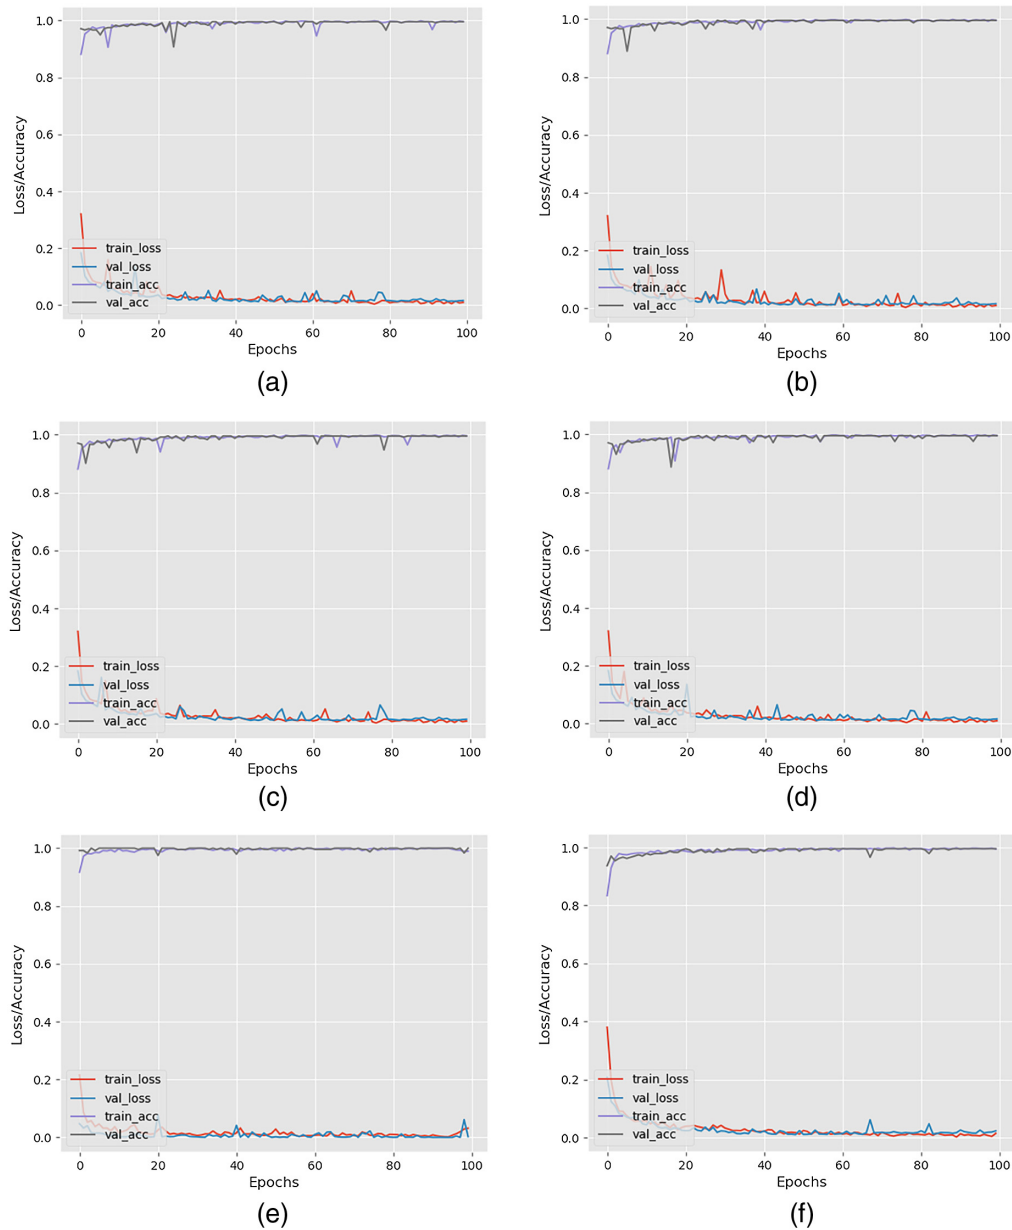 1.0
0.8
0.6
0.4
0.2
0.0
Loss/Accuracy
train_loss
val_loss
train_acc
val_acc
0 20 40 60 80 100
Epochs
(a)
1.0
0.8
0.6
0.4
0.2
0.0
Loss/Accuracy
train_loss
val_loss
train_acc
val_acc
0 20 40 60 80 100
Epochs
(b)
1.0
0.8
0.6
0.4
0.2
0.0
Loss/Accuracy
train_loss
val_loss
train_acc
val_acc
0 20 40 60 80 100
Epochs
(c)
1.0
0.8
0.6
0.4
0.2
0.0
Loss/Accuracy
train_loss
val_loss
train_acc
val_acc
0 20 40 60 80 100
Epochs
(d)
1.0
0.8
0.6
0.4
0.2
0.0
Loss/Accuracy
train_loss
val_loss
train_acc
val_acc
0 20 40 60 80 100
Epochs
(e)
1.0
0.8
0.6
0.4
0.2
0.0
Loss/Accuracy
train_loss
val_loss
train_acc
val_acc
0 20 40 60 80 100
Epochs
(f)